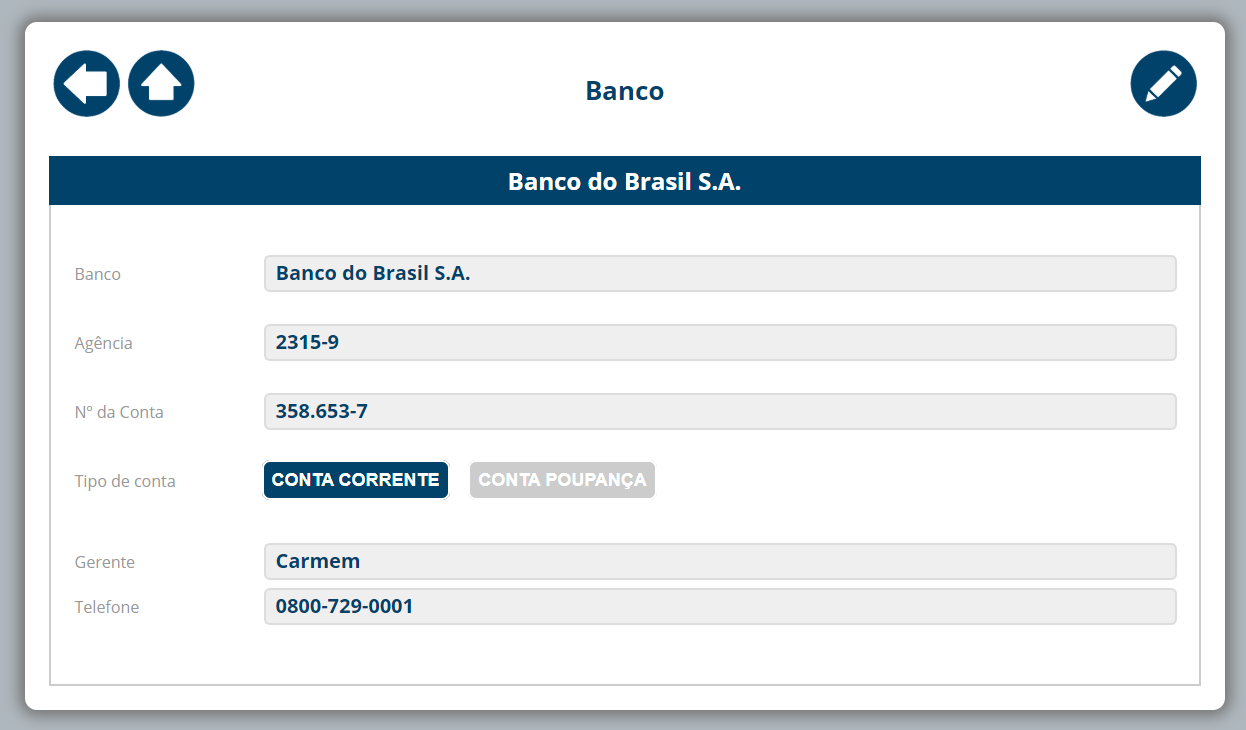 Banco
Banco do Brasil S.A.
Banco
Banco do Brasil S.A.
Agência
2315-9
Nº da Conta
358.653-7
Tipo de conta
CONTA CORRENTE CONTA POUPANÇA
Gerente
Carmem
Telefone
0800-729-0001